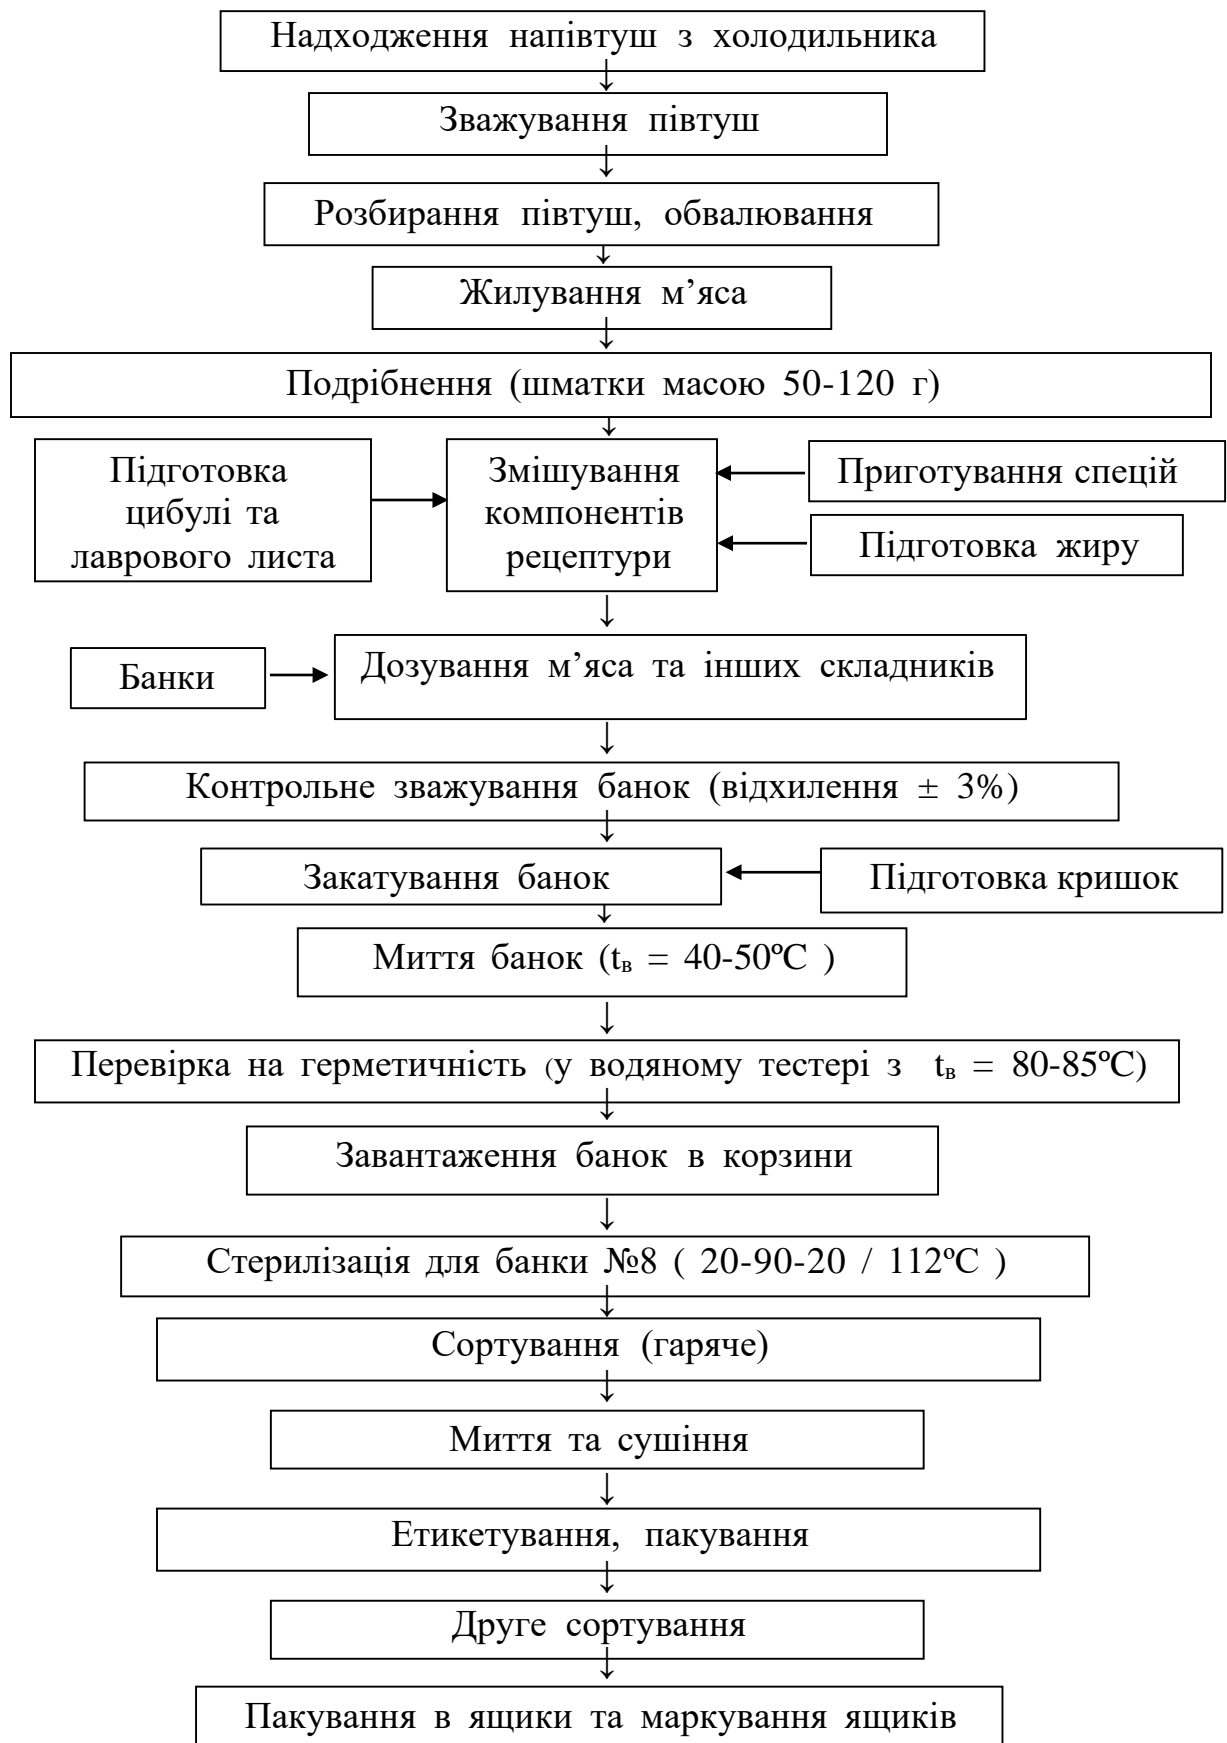 Надходження напівтуш з холодильника
Зважування півтуш
Розбирання півтуш, обвалювання
Жилування м’яса
Подрібнення (шматки масою 50-120 г)
Підготовка
цибулі та
лаврового листа
Змішування
компонентів
рецептури
Приготування спецій
Підготовка жиру
Банки
Дозування м’яса та інших складників
Контрольне зважування банок (відхилення ± 3%)
Закатування банок
Підготовка кришок
Миття банок (tв = 40-50ºС )
Перевірка на герметичність (у водяному тестері з tв = 80-85ºС)
Завантаження банок в корзини
Стерилізація для банки №8 ( 20-90-20 / 112ºС )
Сортування (гаряче)
Миття та сушіння
Етикетування, пакування
Друге сортування
Пакування в ящики та маркування ящиків